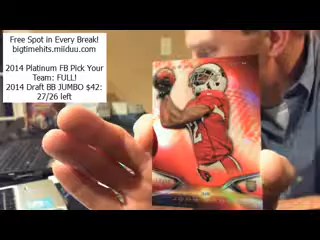 Free Spot in Every Break!
bigtimehits.miiduu.com
2014 Platinum FB Pick Your
Team: FULL!
2014 Draft BB JUMBO $42:
27/26 left
JOHN